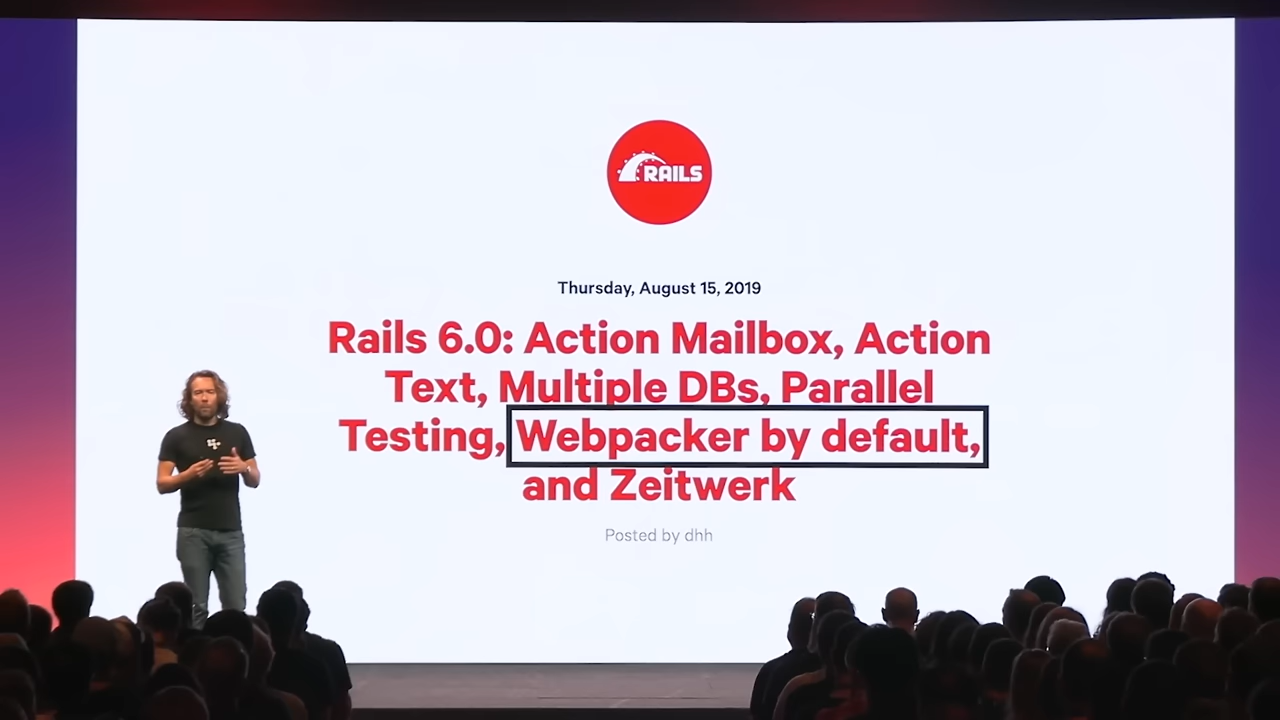 RAILS
Thursday, August 15, 2019
Rails 6.0: Action Mailbox, Action
Text, Multiple DBs, Parallel
Testing, Webpacker by default,
and Zeitwerk
Posted by dhh